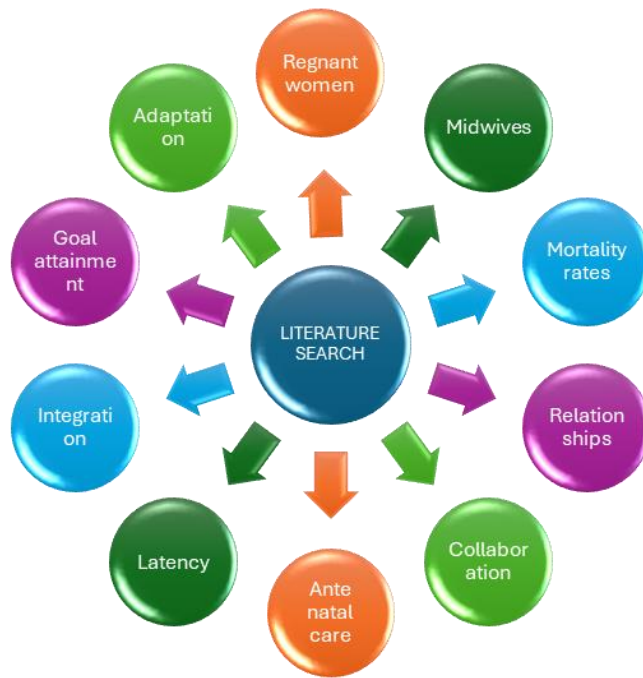 Regnant
women
Midwives
Mortality
rates
Relation
ships
Collabor
ation
Ante
natal
care
Latency
Integrati
on
Goal
attainme
nt
Adaptati
on
LITERATURE
SEARCH